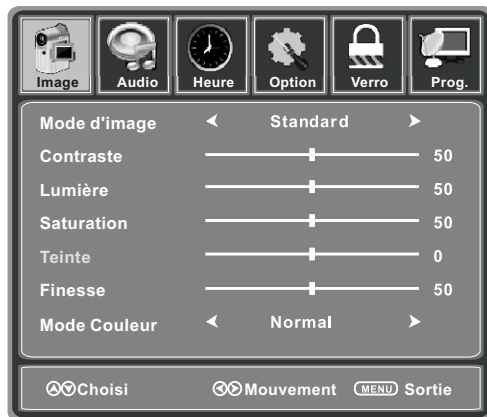 Image Audio Heure Option Verro Prog.
Mode d'image Standard
Contraste 50
Lumière 50
Saturation 50
Teinte 0
Finesse 50
Mode Couleur Normal
Choisi Mouvement MENU Sortie